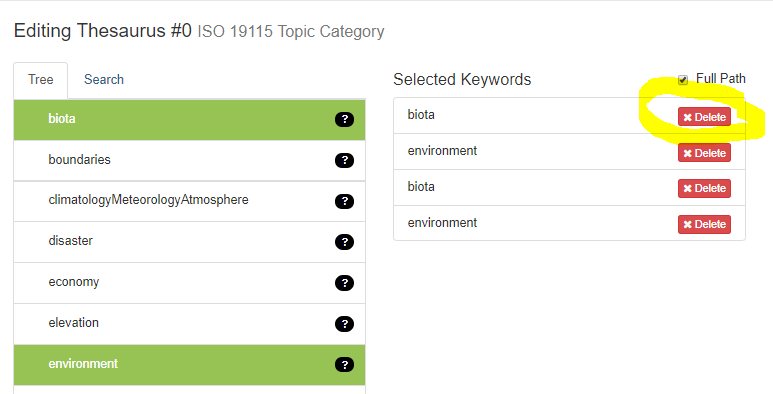 Editing Thesaurus #0 ISO 19115 Topic Category
Tree Search
Selected Keywords Full Path
biota ?
boundaries ?
climatologyMeteorologyAtmosphere ?
disaster ?
economy ?
elevation ?
environment ?
biota ✖ Delete
environment ✖ Delete
biota ✖ Delete
environment ✖ Delete